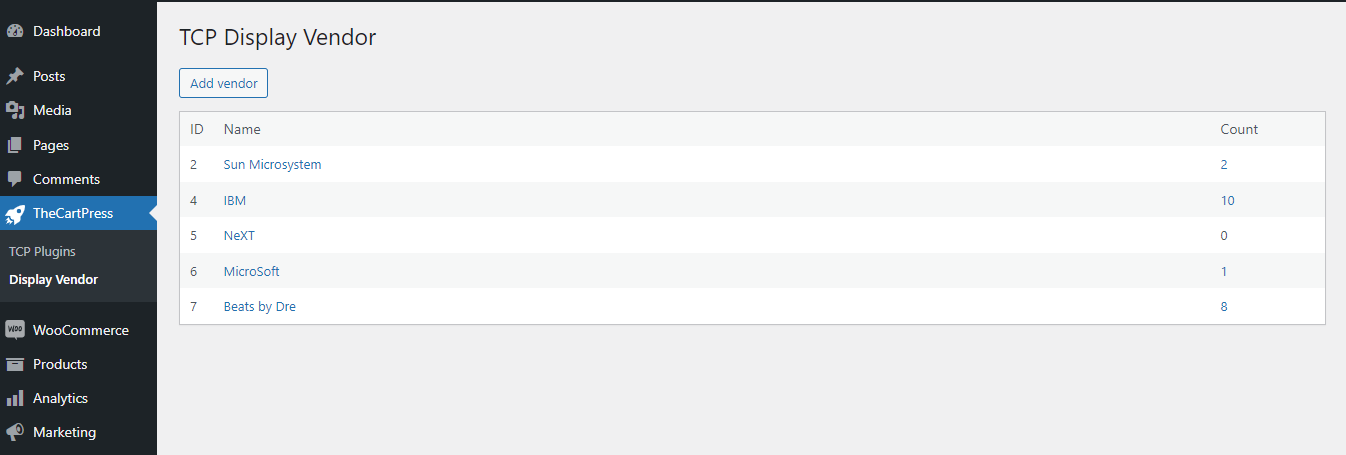 Dashboard
Posts
Media
Pages
Comments
TheCartPress
TCP Plugins
Display Vendor
WOO WooCommerce
Products
Analytics
Marketing
TCP Display Vendor
Add vendor
ID Name Count
2 Sun Microsystem 2
4 IBM 10
5 NeXT 0
6 MicroSoft 1
7 Beats by Dre 8